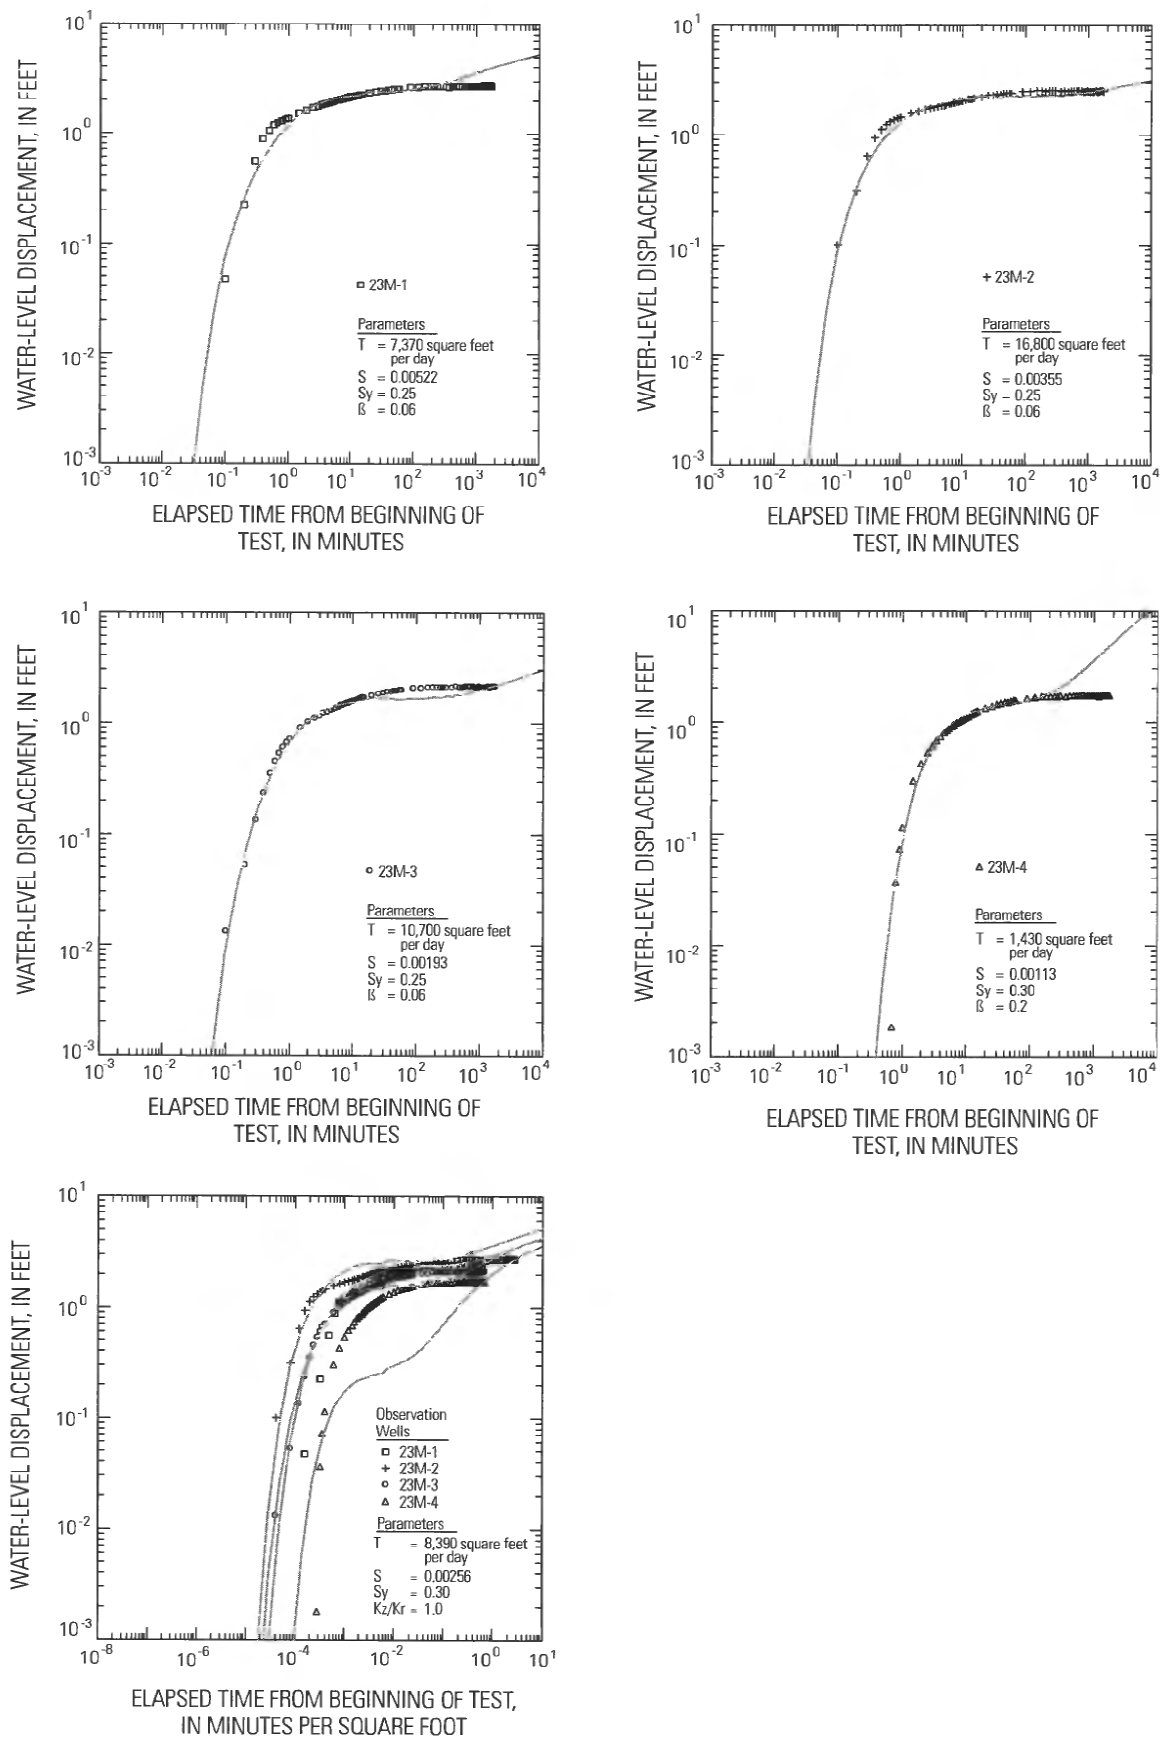 WATER-LEVEL DISPLACEMENT, IN FEET
10^1
10^0
10^-1
10^-2
10^-3
10^-3 10^-2 10^-1 10^0 10^1 10^2 10^3 10^4
ELAPSED TIME FROM BEGINNING OF
TEST, IN MINUTES
23M-1
Parameters
T = 7,370 square feet
per day
S = 0.00522
Sy = 0.25
ß = 0.06
WATER-LEVEL DISPLACEMENT, IN FEET
10^1
10^0
10^-1
10^-2
10^-3
10^-3 10^-2 10^-1 10^0 10^1 10^2 10^3 10^4
ELAPSED TIME FROM BEGINNING OF
TEST, IN MINUTES
23M-2
Parameters
T = 16,800 square feet
per day
S = 0.00355
Sy = 0.25
ß = 0.06
WATER-LEVEL DISPLACEMENT, IN FEET
10^1
10^0
10^-1
10^-2
10^-3
10^-3 10^-2 10^-1 10^0 10^1 10^2 10^3 10^4
ELAPSED TIME FROM BEGINNING OF
TEST, IN MINUTES
23M-3
Parameters
T = 10,700 square feet
per day
S = 0.00193
Sy = 0.25
ß = 0.06
WATER-LEVEL DISPLACEMENT, IN FEET
10^1
10^0
10^-1
10^-2
10^-3
10^-3 10^-2 10^-1 10^0 10^1 10^2 10^3 10^4
ELAPSED TIME FROM BEGINNING OF
TEST, IN MINUTES
23M-4
Parameters
T = 1,430 square feet
per day
S = 0.00113
Sy = 0.30
ß = 0.2
WATER-LEVEL DISPLACEMENT, IN FEET
10^1
10^0
10^-1
10^-2
10^-3
10^-8 10^-6 10^-4 10^-2 10^0 10^1
ELAPSED TIME FROM BEGINNING OF TEST,
IN MINUTES PER SQUARE FOOT
Observation
Wells
23M-1
23M-2
23M-3
23M-4
Parameters
T = 8,390 square feet
per day
S = 0.00256
Sy = 0.30
Kz/Kr = 1.0